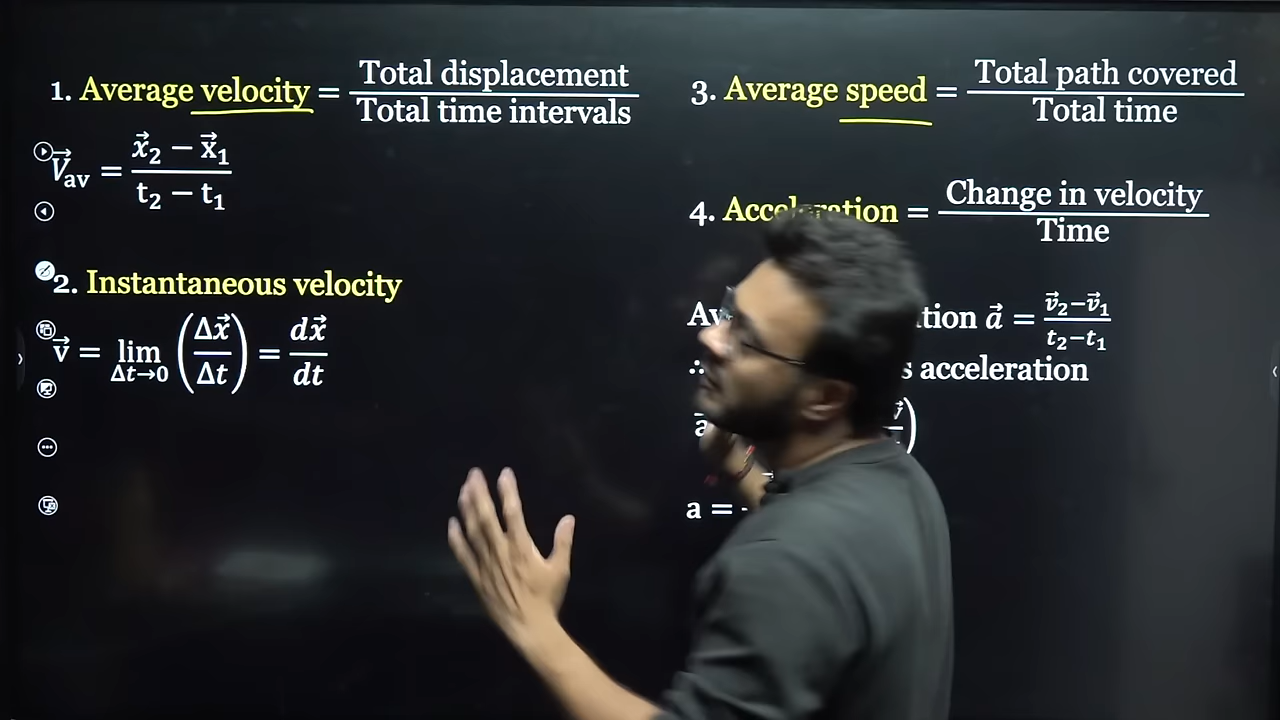 1. Average velocity = Total displacement / Total time intervals
V⃗av = (x⃗2 − x⃗1) / (t2 − t1)
2. Instantaneous velocity
v⃗ = lim Δt→0 (Δx⃗/Δt) = dx⃗/dt
3. Average speed = Total path covered / Total time
4. Acceleration = Change in velocity / Time
a⃗ = (v⃗2−v⃗1) / (t2−t1)
∴ acceleration
a =